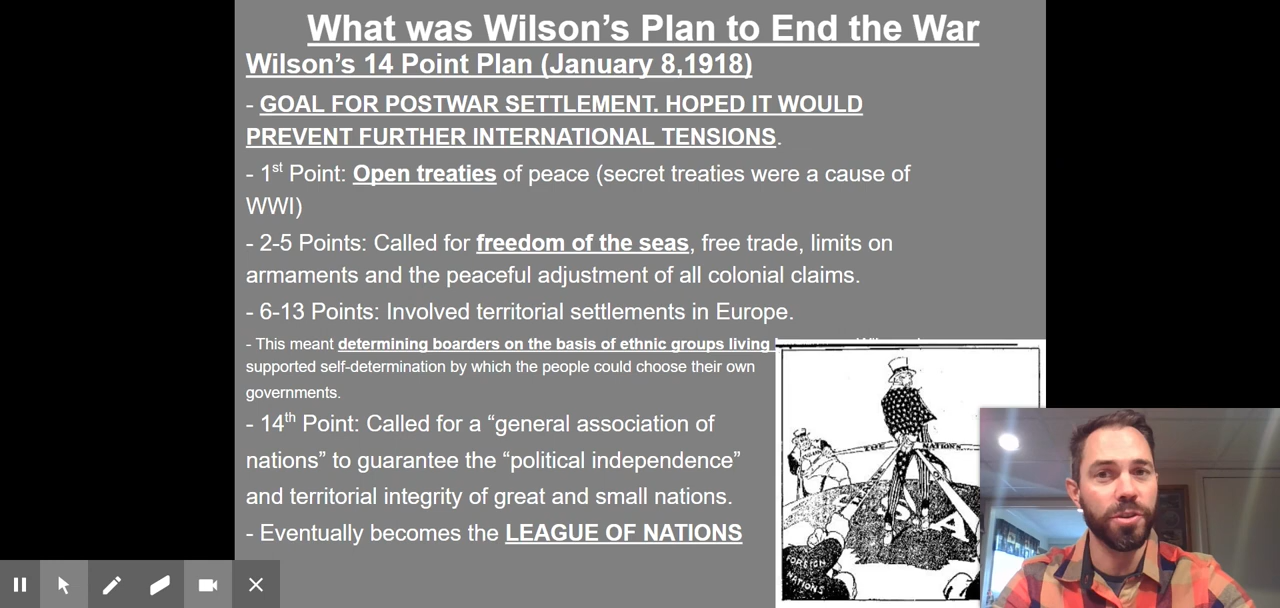 What was Wilson’s Plan to End the War
Wilson’s 14 Point Plan (January 8,1918)
- GOAL FOR POSTWAR SETTLEMENT. HOPED IT WOULD
PREVENT FURTHER INTERNATIONAL TENSIONS.
- 1st Point: Open treaties of peace (secret treaties were a cause of
WWI)
- 2-5 Points: Called for freedom of the seas, free trade, limits on
armaments and the peaceful adjustment of all colonial claims.
- 6-13 Points: Involved territorial settlements in Europe.
- This meant determining boarders on the basis of ethnic groups living
supported self-determination by which the people could choose their own
governments.
- 14th Point: Called for a “general association of
nations” to guarantee the “political independence”
and territorial integrity of great and small nations.
- Eventually becomes the LEAGUE OF NATIONS
THE NATIONS
FOREIGN
NATIONS